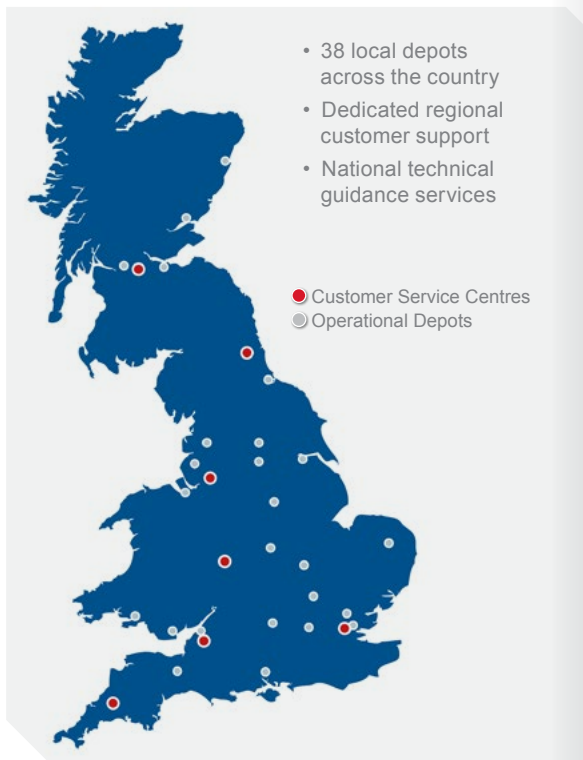 • 38 local depots
across the country
• Dedicated regional
customer support
• National technical
guidance services
Customer Service Centres
Operational Depots